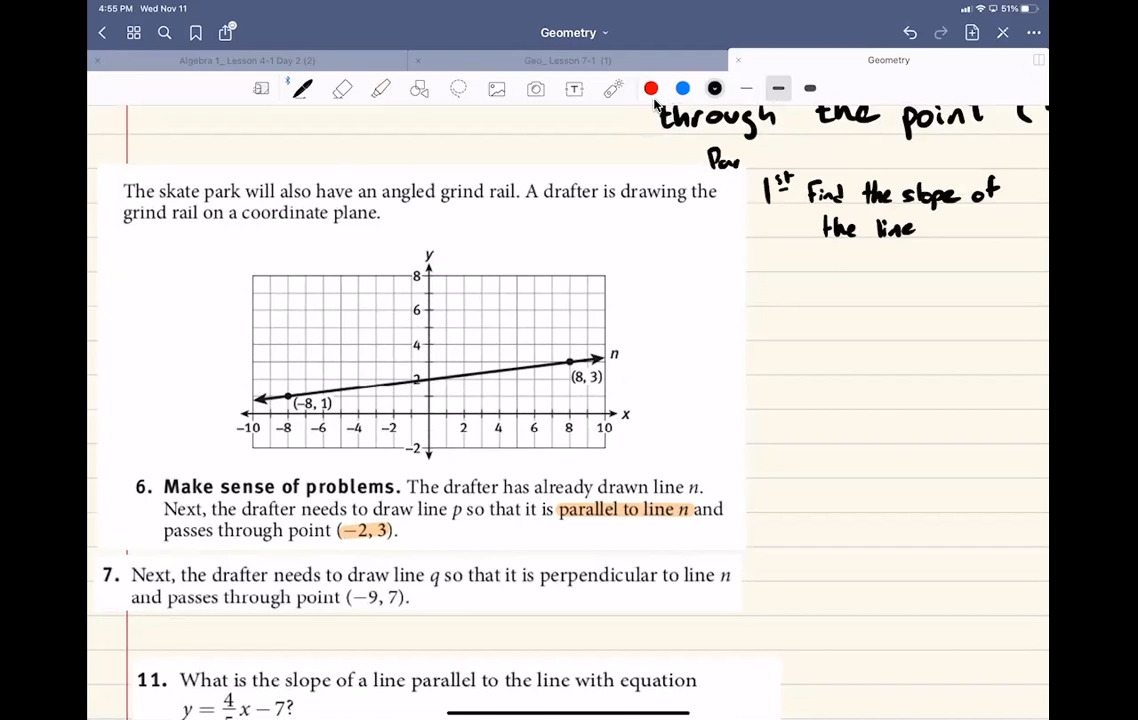 4:55 PM Wed Nov 11
51%
Geometry
Algebra 1_ Lesson 4-1 Day 2 (2)
Geo_ Lesson 7-1 (1)
Geometry
through the point (
Par
1st Find the slope of
the line
The skate park will also have an angled grind rail. A drafter is drawing the
grind rail on a coordinate plane.
y
8
6
4
2
n
(8, 3)
(−8, 1)
x
−10 −8 −6 −4 −2 2 4 6 8 10
−2
6. Make sense of problems. The drafter has already drawn line n.
Next, the drafter needs to draw line p so that it is parallel to line n and
passes through point (−2, 3).
7. Next, the drafter needs to draw line q so that it is perpendicular to line n
and passes through point (−9, 7).
11. What is the slope of a line parallel to the line with equation
y = 4/5 x − 7?